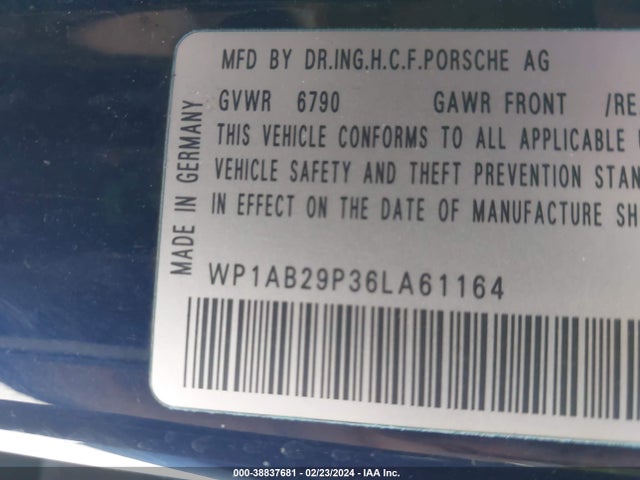 MFD BY DR.ING.H.C.F.PORSCHE AG
GVWR 6790 GAWR FRONT /RE
THIS VEHICLE CONFORMS TO ALL APPLICABLE
VEHICLE SAFETY AND THEFT PREVENTION STAN
IN EFFECT ON THE DATE OF MANUFACTURE SH
MADE IN GERMANY
WP1AB29P36LA61164
000-38837681 - 02/23/2024 - IAA Inc.